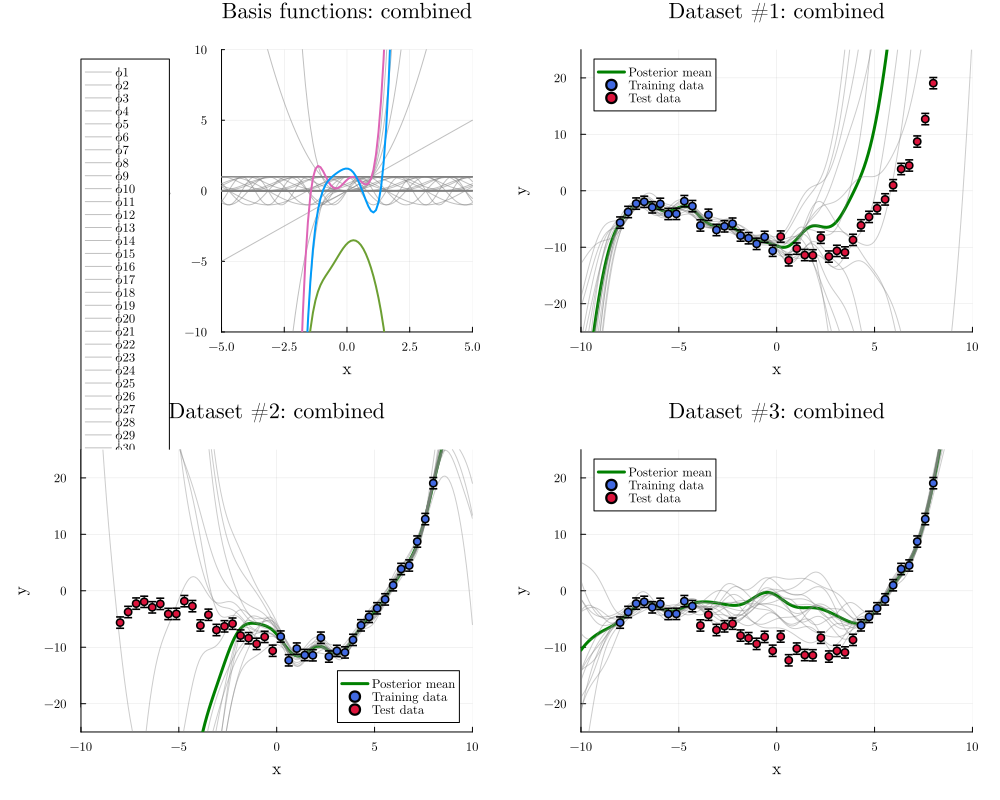 Basis functions: combined
ϕ1
ϕ2
ϕ3
ϕ4
ϕ5
ϕ6
ϕ7
ϕ8
ϕ9
ϕ10
ϕ11
ϕ12
ϕ13
ϕ14
ϕ15
ϕ16
ϕ17
ϕ18
ϕ19
ϕ20
ϕ21
ϕ22
ϕ23
ϕ24
ϕ25
ϕ26
ϕ27
ϕ28
ϕ29
ϕ30
10
5
0
−5
−10
−5.0 −2.5 0.0 2.5 5.0
x
Dataset #1: combined
Posterior mean
Training data
Test data
y
20
10
0
−10
−20
−10 −5 0 5 10
x
Dataset #2: combined
y
20
10
0
−10
−20
Posterior mean
Training data
Test data
−10 −5 0 5 10
x
Dataset #3: combined
Posterior mean
Training data
Test data
y
20
10
0
−10
−20
−10 −5 0 5 10
x